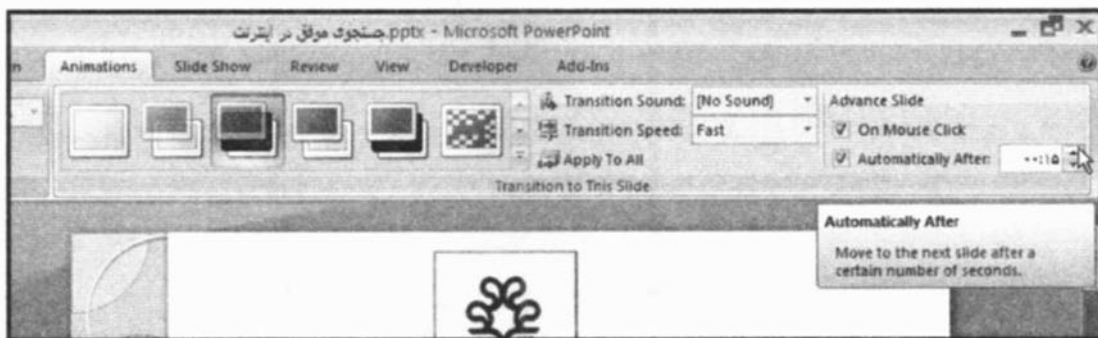 جستجوی موفق در اینترنت.pptx - Microsoft PowerPoint
n Animations Slide Show Review View Developer Add-Ins
Transition Sound: [No Sound] Advance Slide
Transition Speed: Fast On Mouse Click
Apply To All Automatically After: ۰۰:۱۵
Transition to This Slide
Automatically After
Move to the next slide after a
certain number of seconds.